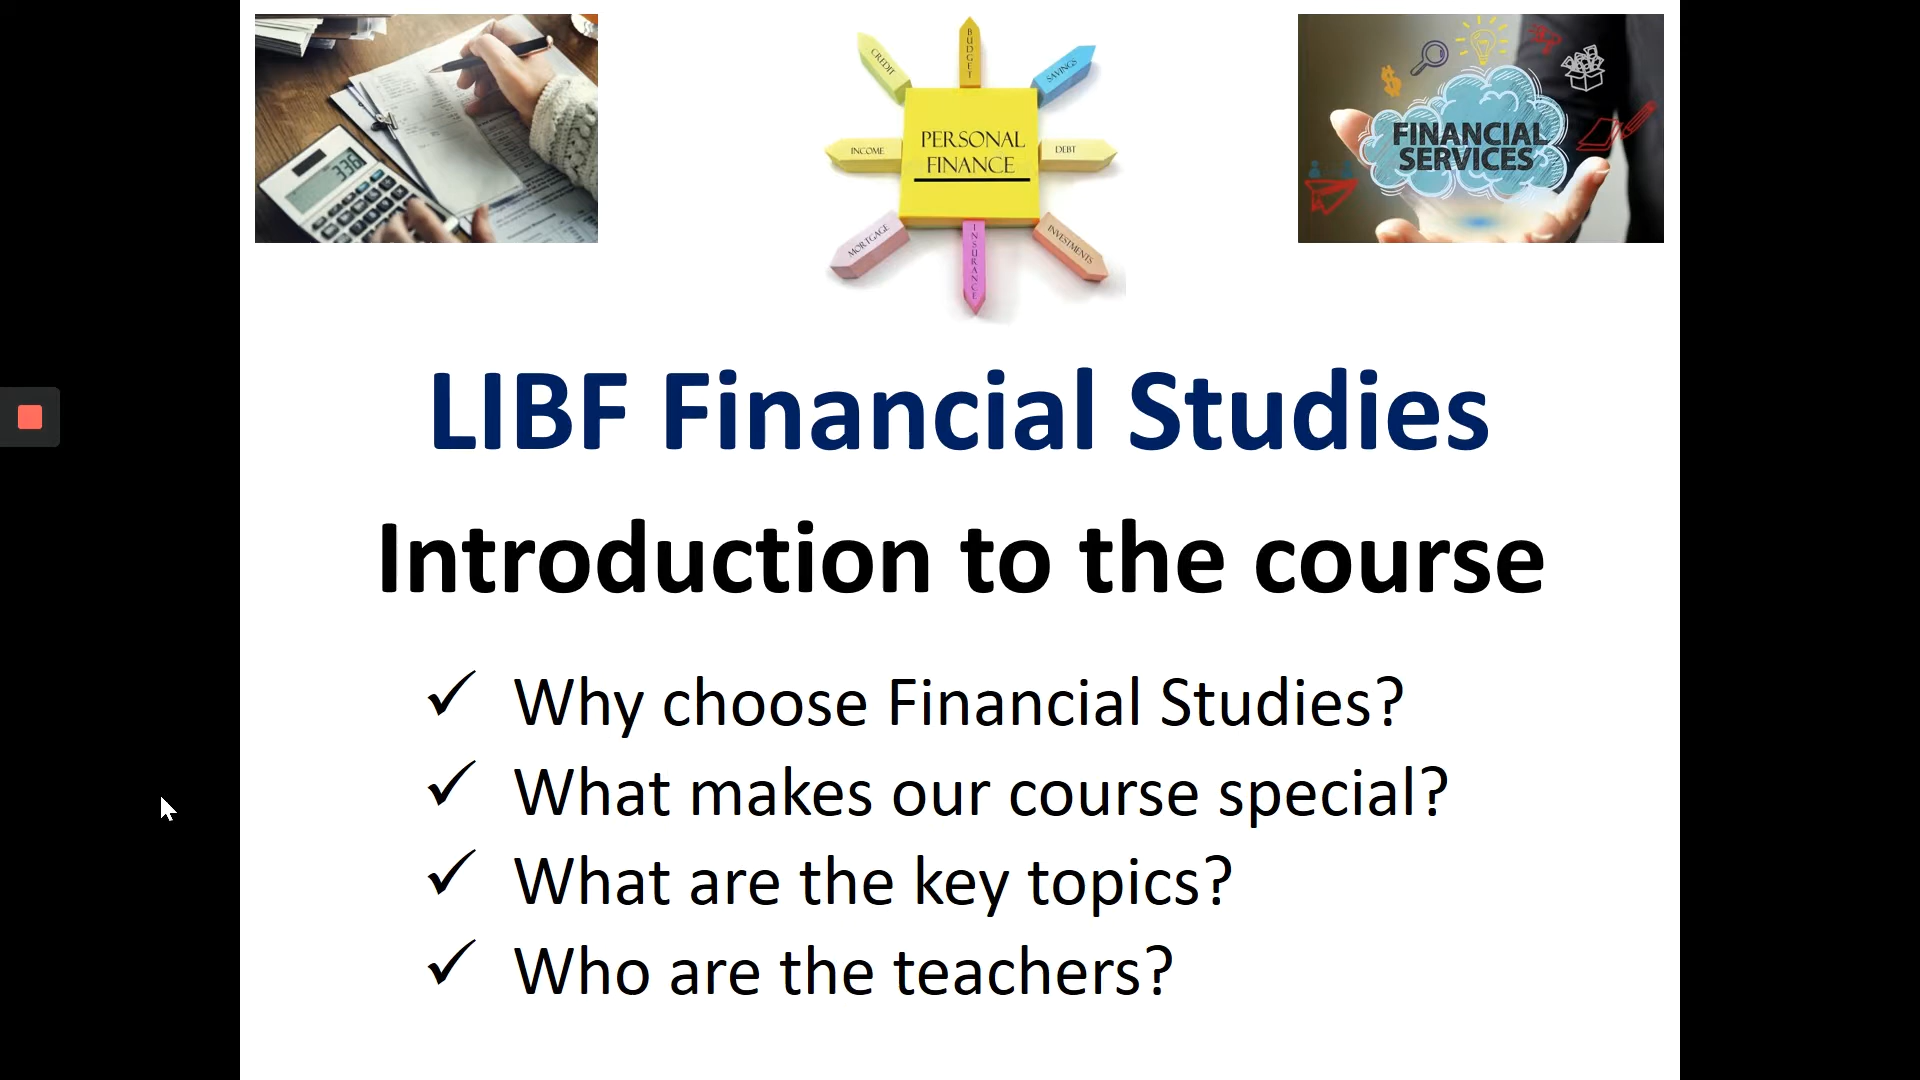 336
CREDIT
BUDGET
SAVINGS
INCOME
PERSONAL
FINANCE
DEBT
MORTGAGE
INSURANCE
INVESTMENTS
FINANCIAL
SERVICES
LIBF Financial Studies
Introduction to the course
✓ Why choose Financial Studies?
✓ What makes our course special?
✓ What are the key topics?
✓ Who are the teachers?